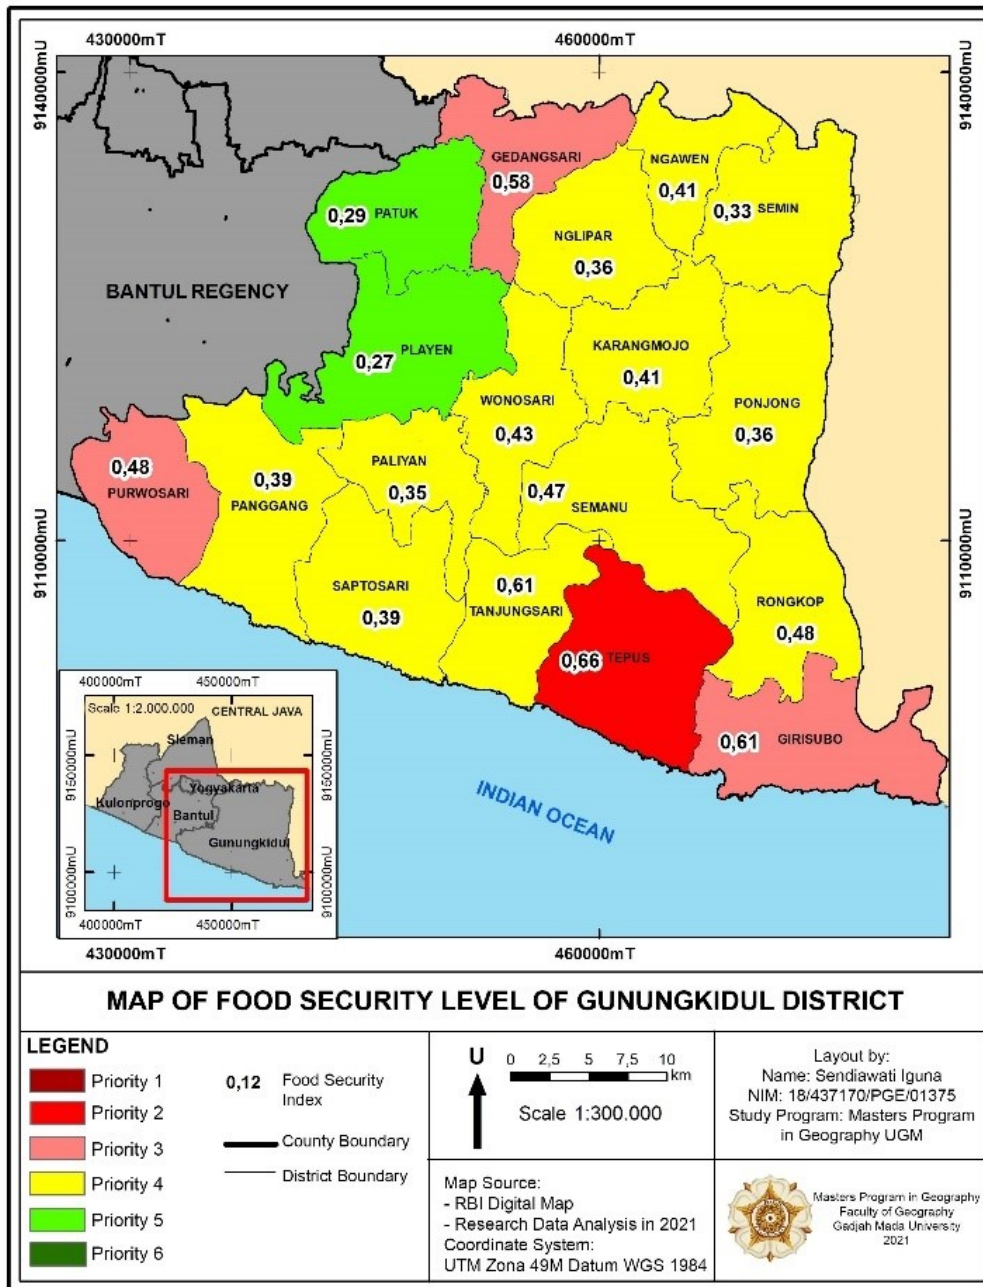 430000mT
460000mT
9140000mU
9140000mU
GEDANGSARI
0,58
NGAWEN
0,41
0,33
SEMIN
0,29
PATUK
NGLIPAR
0,36
BANTUL REGENCY
PLAYEN
0,27
KARANGMOJO
0,41
WONOSARI
0,43
PONJONG
0,36
0,48
PURWOSARI
0,39
PANGGANG
PALIYAN
0,35
0,47
SEMANU
9110000mU
9110000mU
SAPTOSARI
0,39
0,61
TANJUNGSARI
RONGKOP
0,48
0,66
TEPUS
0,61
GIRISUBO
INDIAN OCEAN
400000mT
450000mT
Scale 1:2.000.000
CENTRAL JAVA
Sleman
9150000mU
9150000mU
Yogyakarta
Kulonprogo
Bantul
Gunungkidul
9100000mU
9100000mU
400000mT
450000mT
430000mT
460000mT
MAP OF FOOD SECURITY LEVEL OF GUNUNGKIDUL DISTRICT
LEGEND
Priority 1
Priority 2
Priority 3
Priority 4
Priority 5
Priority 6
0,12
Food Security
Index
County Boundary
District Boundary
U
0 2,5 5 7,5 10
km
Scale 1:300.000
Map Source:
- RBI Digital Map
- Research Data Analysis in 2021
Coordinate System:
UTM Zona 49M Datum WGS 1984
Layout by:
Name: Sendiawati Iguna
NIM: 18/437170/PGE/01375
Study Program: Masters Program
in Geography UGM
Masters Program in Geography
Faculty of Geography
Gadjah Mada University
2021